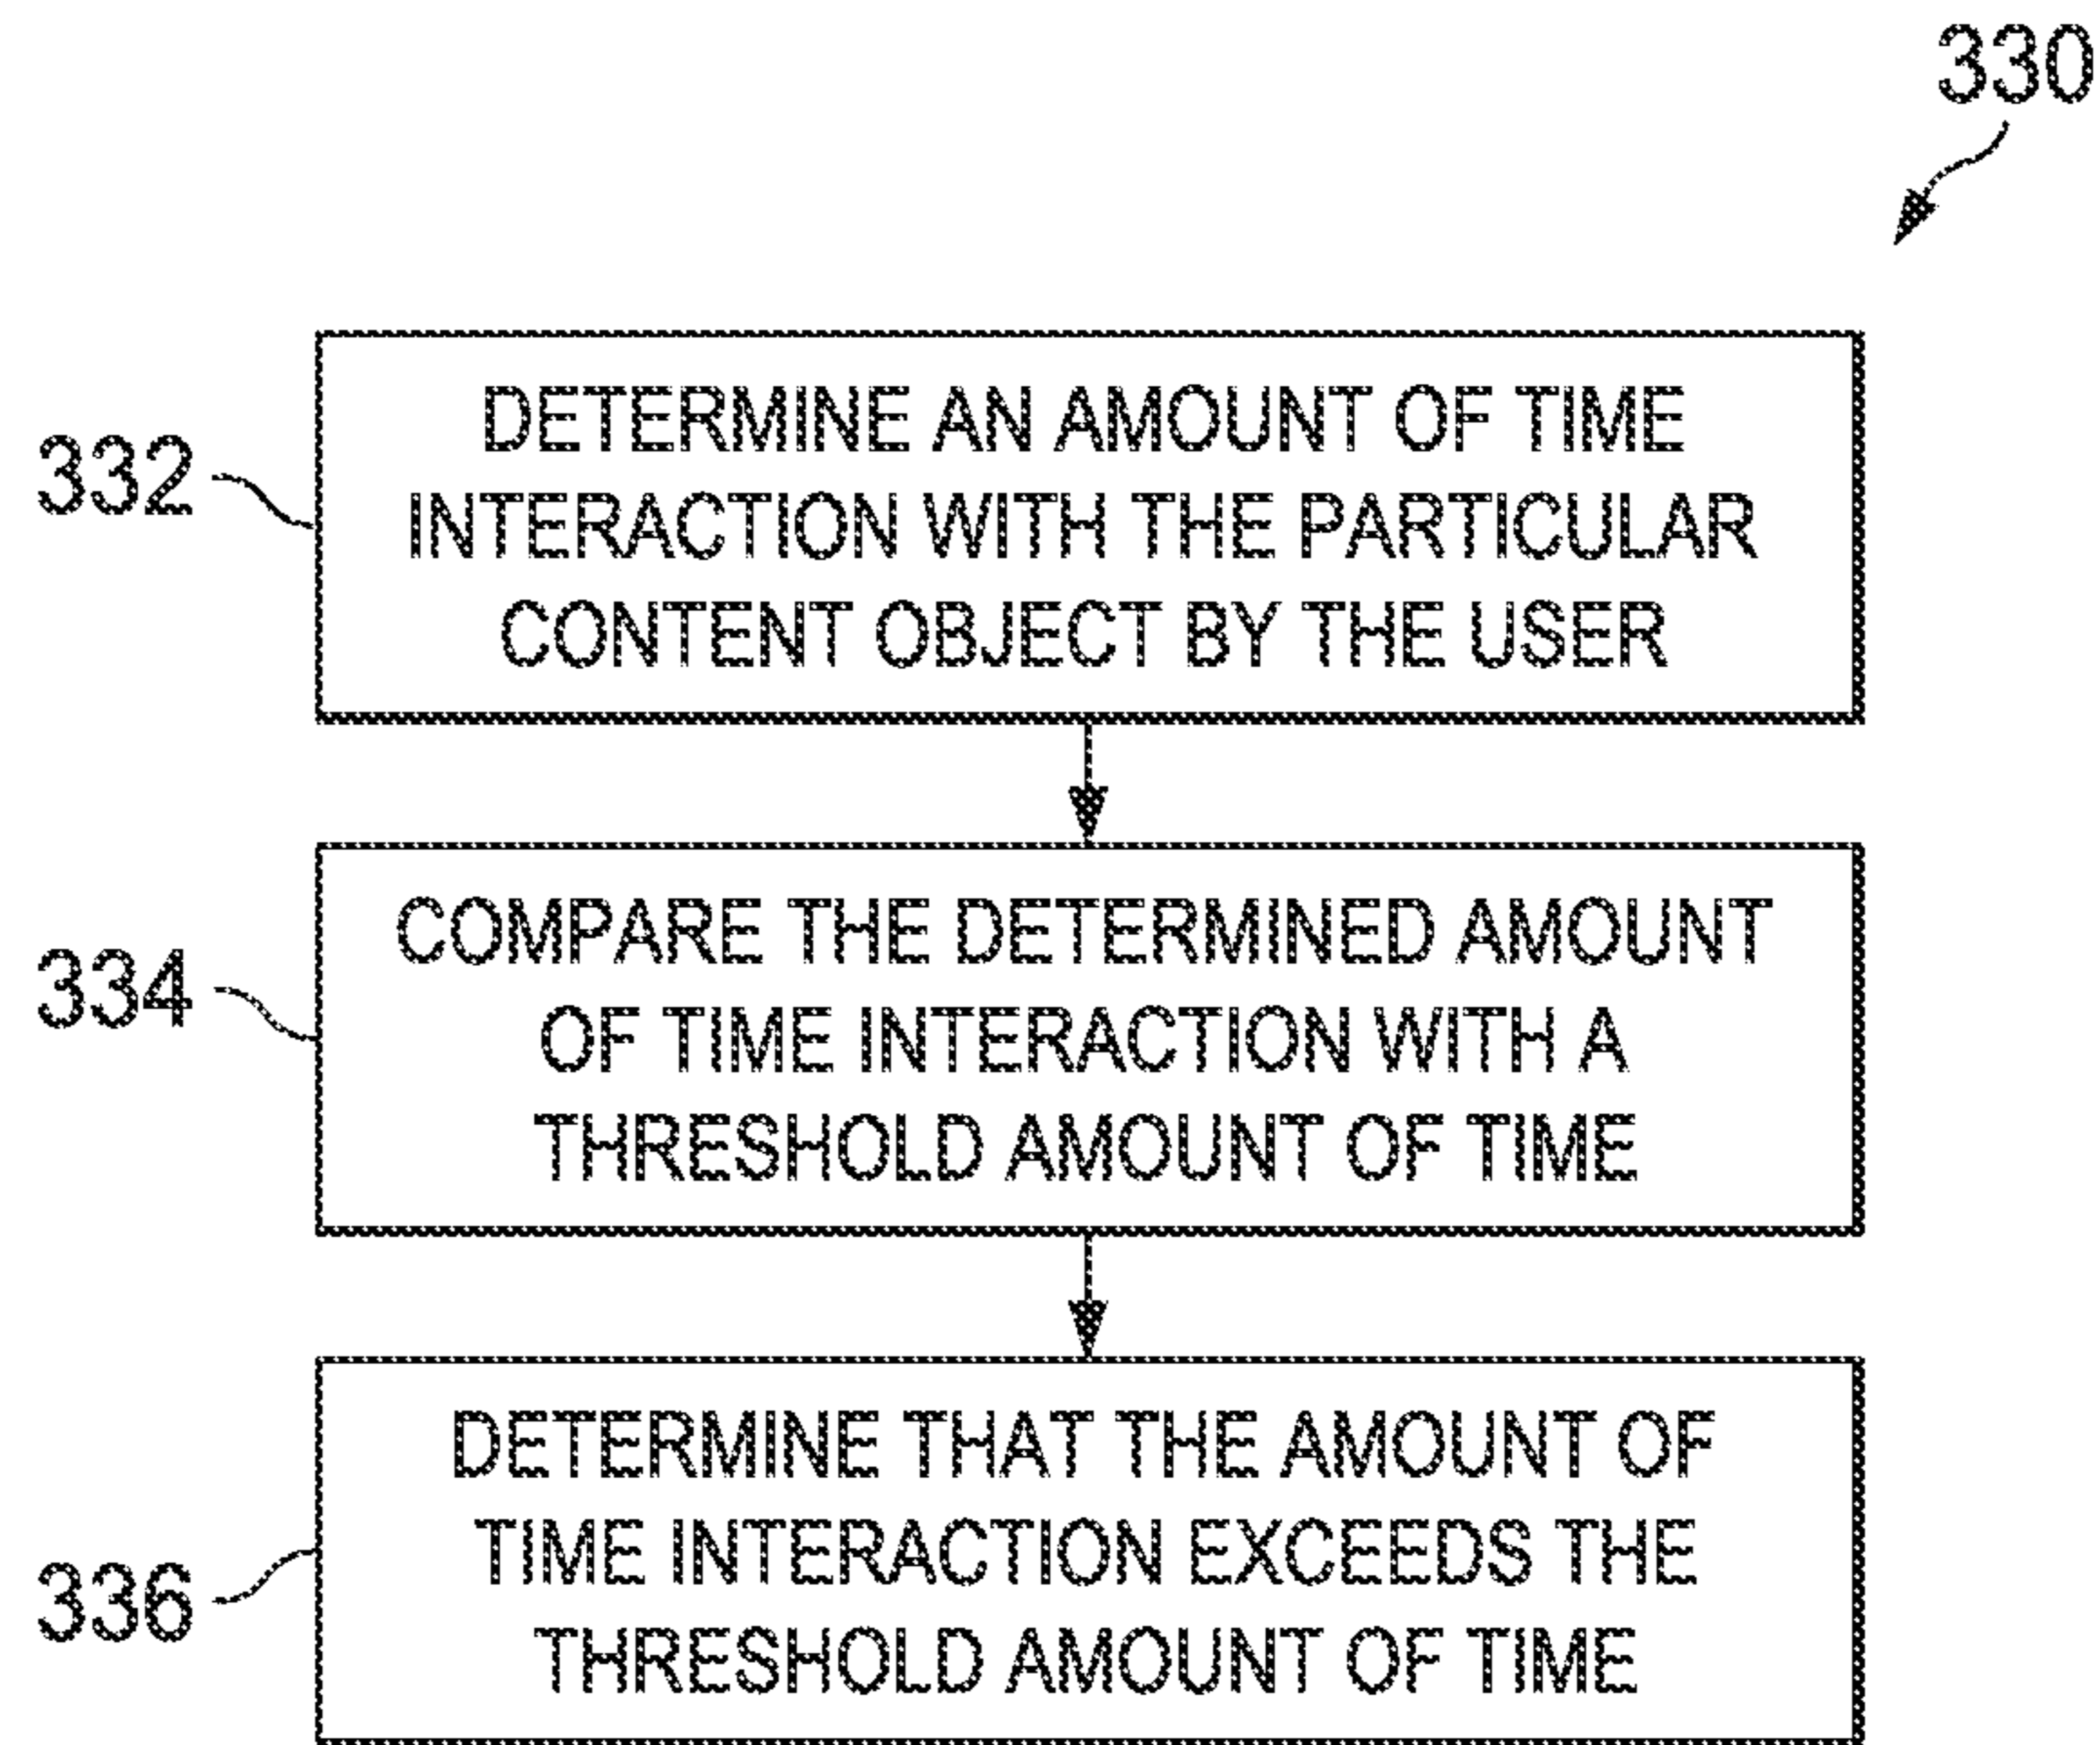 330
332
DETERMINE AN AMOUNT OF TIME
INTERACTION WITH THE PARTICULAR
CONTENT OBJECT BY THE USER
334
COMPARE THE DETERMINED AMOUNT
OF TIME INTERACTION WITH A
THRESHOLD AMOUNT OF TIME
336
DETERMINE THAT THE AMOUNT OF
TIME INTERACTION EXCEEDS THE
THRESHOLD AMOUNT OF TIME